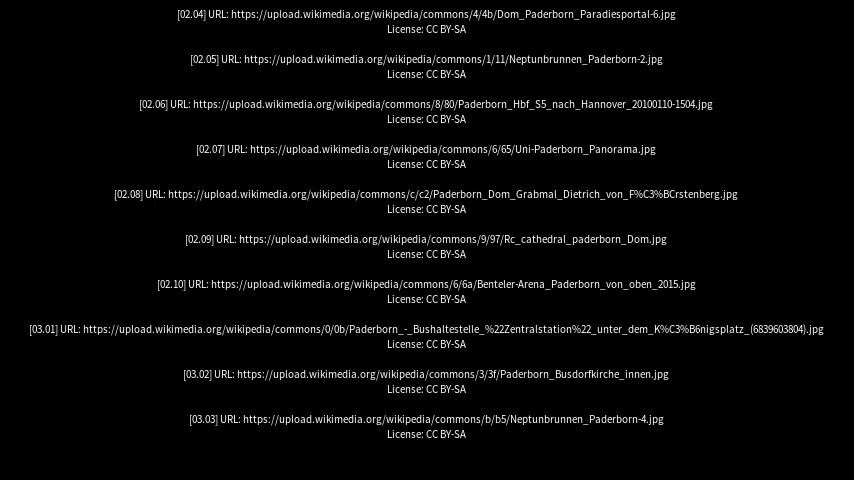 [02.04] URL: https://upload.wikimedia.org/wikipedia/commons/4/4b/Dom_Paderborn_Paradiesportal-6.jpg
License: CC BY-SA
[02.05] URL: https://upload.wikimedia.org/wikipedia/commons/1/11/Neptunbrunnen_Paderborn-2.jpg
License: CC BY-SA
[02.06] URL: https://upload.wikimedia.org/wikipedia/commons/8/80/Paderborn_Hbf_S5_nach_Hannover_20100110-1504.jpg
License: CC BY-SA
[02.07] URL: https://upload.wikimedia.org/wikipedia/commons/6/65/Uni-Paderborn_Panorama.jpg
License: CC BY-SA
[02.08] URL: https://upload.wikimedia.org/wikipedia/commons/c/c2/Paderborn_Dom_Grabmal_Dietrich_von_F%C3%BCrstenberg.jpg
License: CC BY-SA
[02.09] URL: https://upload.wikimedia.org/wikipedia/commons/9/97/Rc_cathedral_paderborn_Dom.jpg
License: CC BY-SA
[02.10] URL: https://upload.wikimedia.org/wikipedia/commons/6/6a/Benteler-Arena_Paderborn_von_oben_2015.jpg
License: CC BY-SA
[03.01] URL: https://upload.wikimedia.org/wikipedia/commons/0/0b/Paderborn_-_Bushaltestelle_%22Zentralstation%22_unter_dem_K%C3%B6nigsplatz_(6839603804).jpg
License: CC BY-SA
[03.02] URL: https://upload.wikimedia.org/wikipedia/commons/3/3f/Paderborn_Busdorfkirche_innen.jpg
License: CC BY-SA
[03.03] URL: https://upload.wikimedia.org/wikipedia/commons/b/b5/Neptunbrunnen_Paderborn-4.jpg
License: CC BY-SA